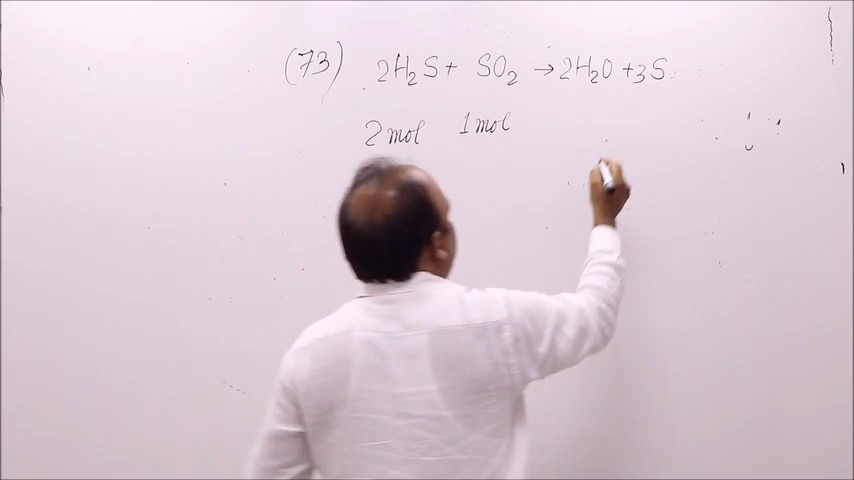 (73) 2H₂S + SO₂ → 2H₂O + 3S
2 mol 1 mol